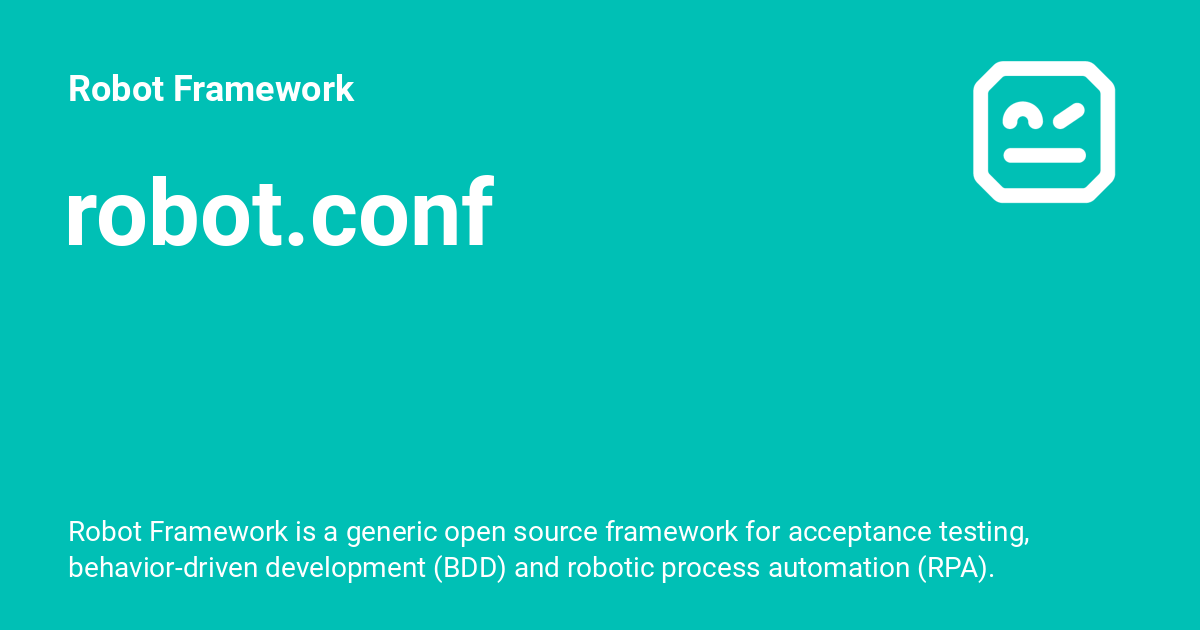 Robot Framework
robot.conf
Robot Framework is a generic open source framework for acceptance testing,
behavior-driven development (BDD) and robotic process automation (RPA).